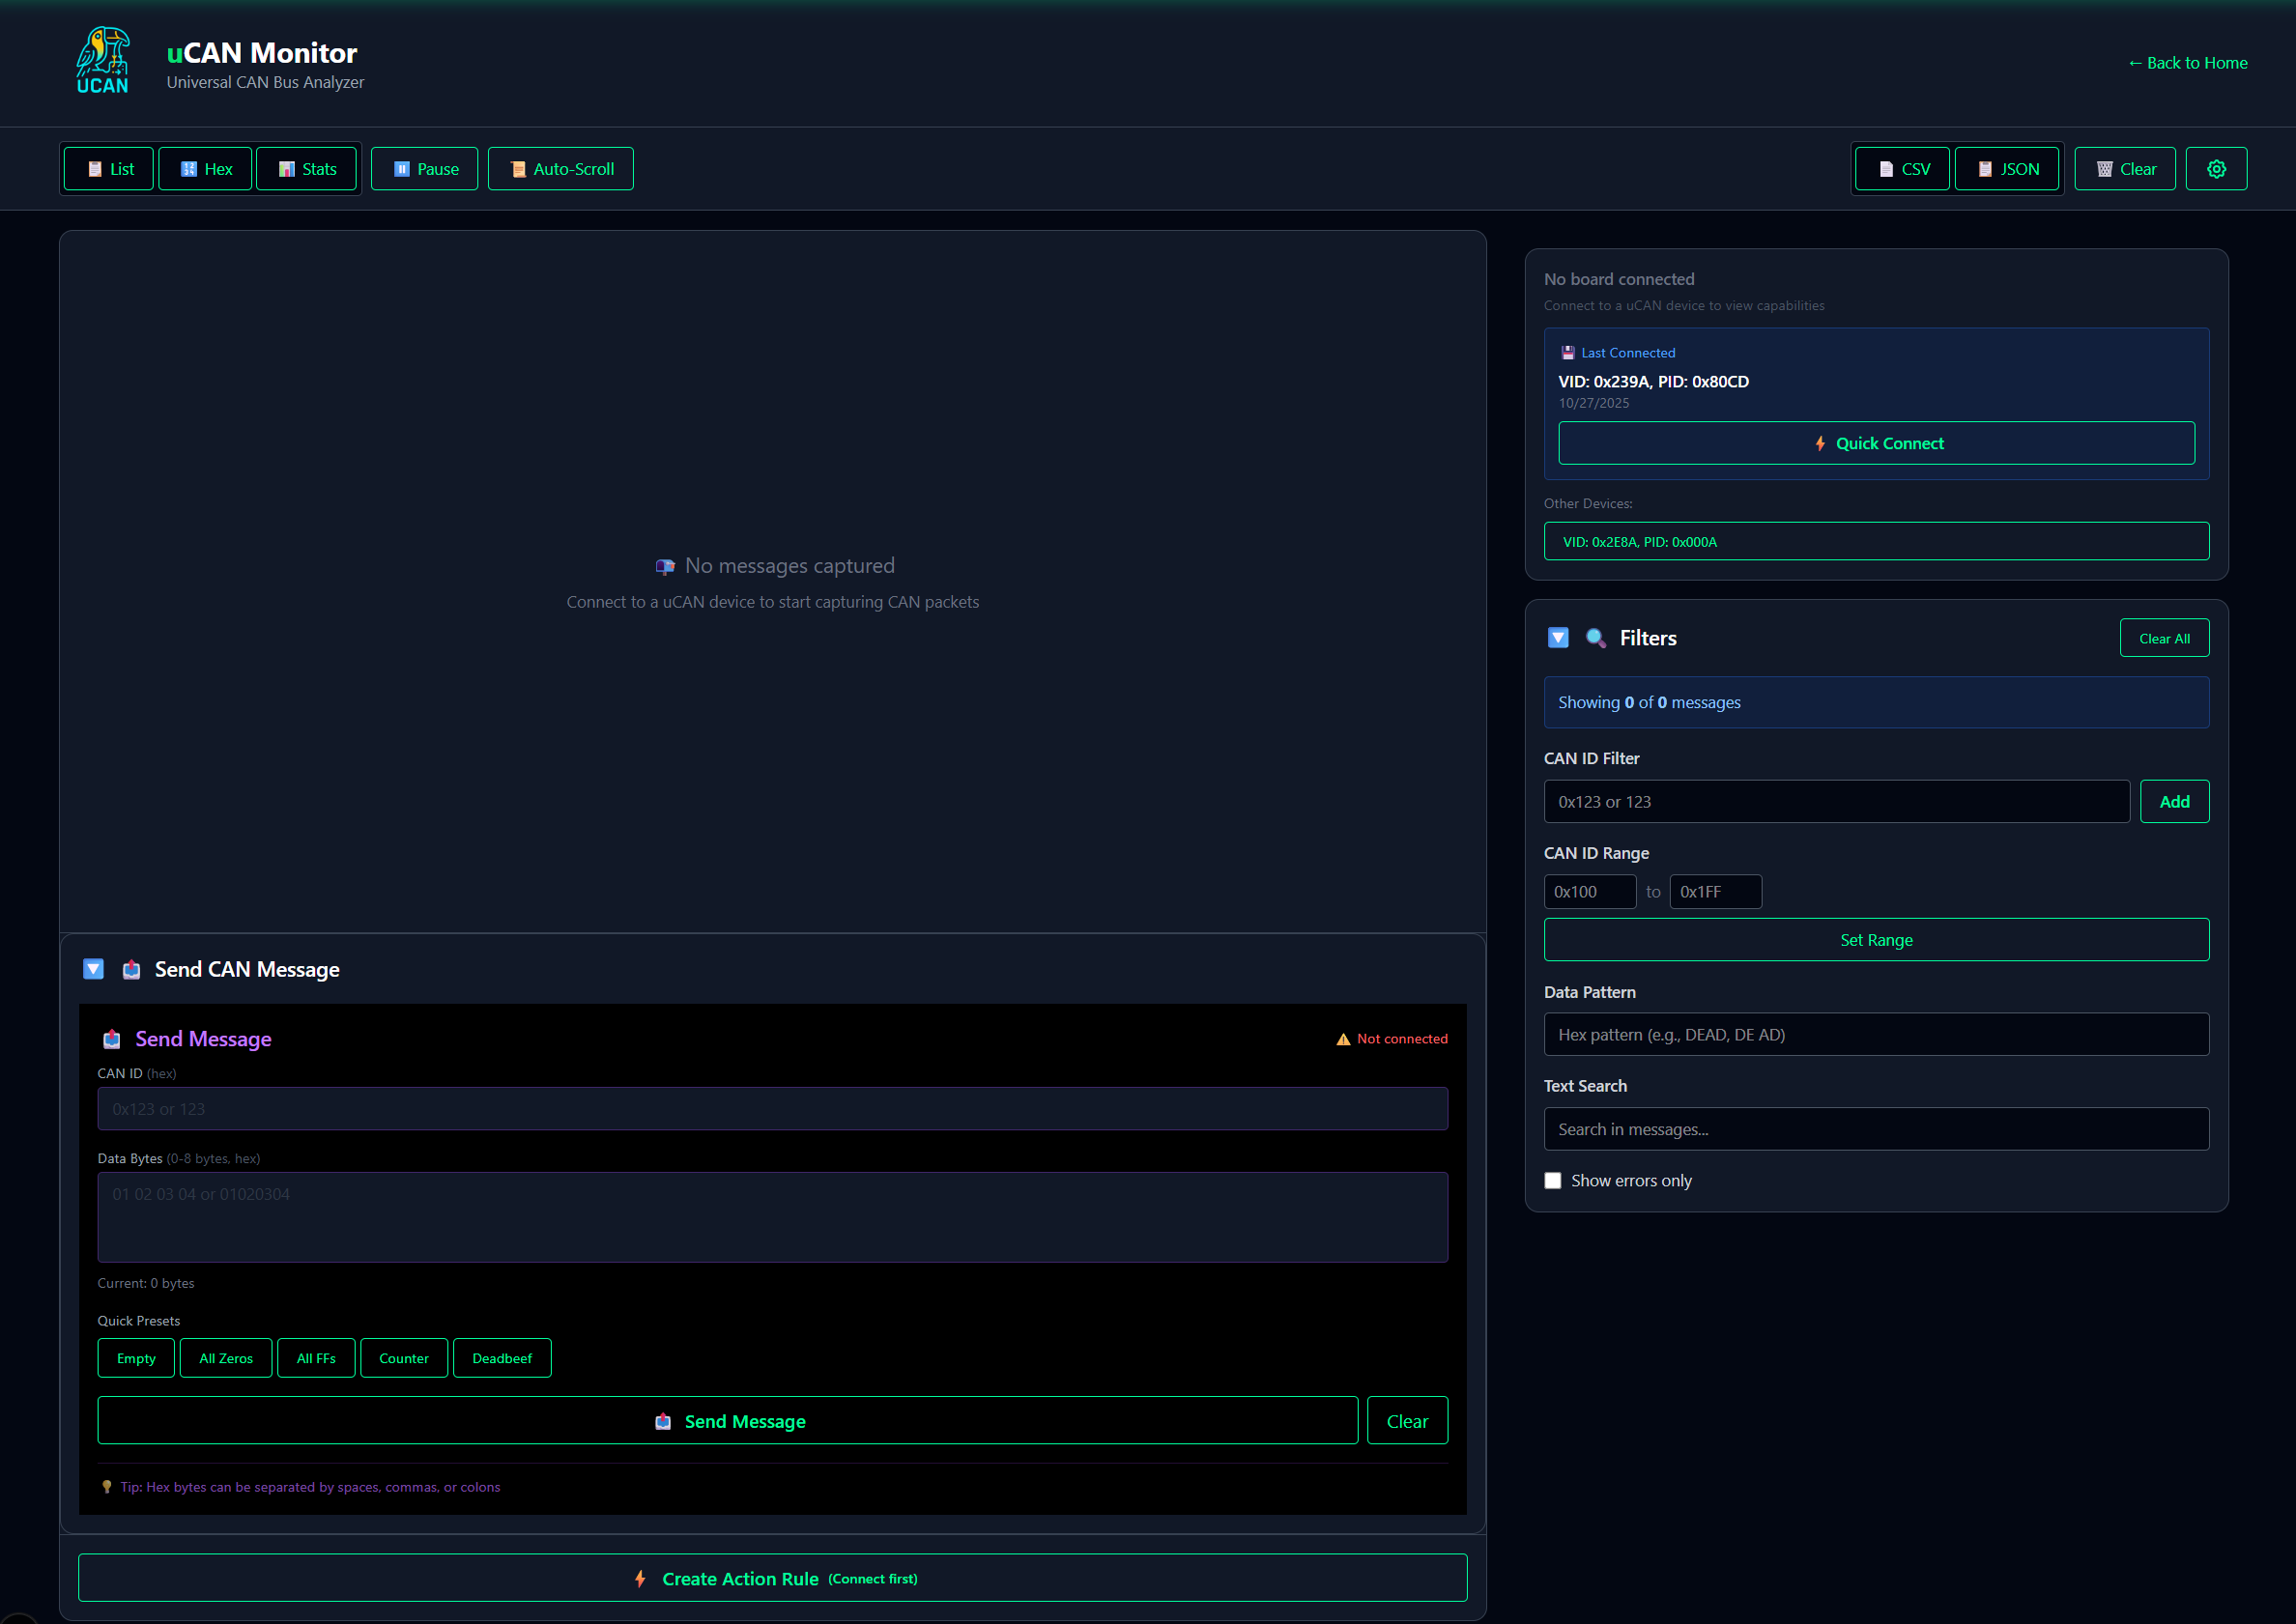 UCAN
uCAN Monitor
Universal CAN Bus Analyzer
← Back to Home
List
Hex
Stats
Pause
Auto-Scroll
CSV
JSON
Clear
No messages captured
Connect to a uCAN device to start capturing CAN packets
Send CAN Message
Send Message
Not connected
CAN ID (hex)
0x123 or 123
Data Bytes (0-8 bytes, hex)
01 02 03 04 or 01020304
Current: 0 bytes
Quick Presets
Empty
All Zeros
All FFs
Counter
Deadbeef
Send Message
Clear
Tip: Hex bytes can be separated by spaces, commas, or colons
Create Action Rule (Connect first)
No board connected
Connect to a uCAN device to view capabilities
Last Connected
VID: 0x239A, PID: 0x80CD
10/27/2025
Quick Connect
Other Devices:
VID: 0x2E8A, PID: 0x000A
Filters
Clear All
Showing 0 of 0 messages
CAN ID Filter
0x123 or 123
Add
CAN ID Range
0x100 to 0x1FF
Set Range
Data Pattern
Hex pattern (e.g., DEAD, DE AD)
Text Search
Search in messages...
Show errors only